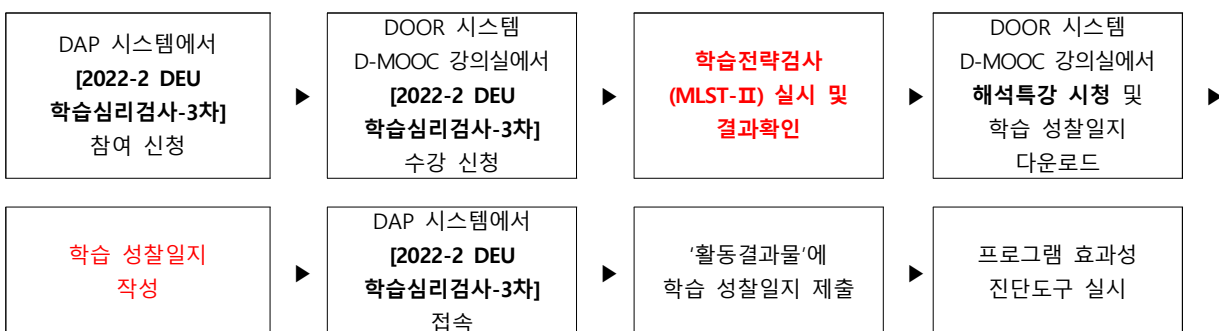 DAP 시스템에서
[2022-2 DEU
학습심리검사-3차]
참여 신청
▶
DOOR 시스템
D-MOOC 강의실에서
[2022-2 DEU
학습심리검사-3차]
수강 신청
▶
학습전략검사
(MLST-Ⅱ) 실시 및
결과확인
▶
DOOR 시스템
D-MOOC 강의실에서
해석특강 시청 및
학습 성찰일지
다운로드
▶
학습 성찰일지
작성
▶
DAP 시스템에서
[2022-2 DEU
학습심리검사-3차]
접속
▶
‘활동결과물’에
학습 성찰일지 제출
▶
프로그램 효과성
진단도구 실시